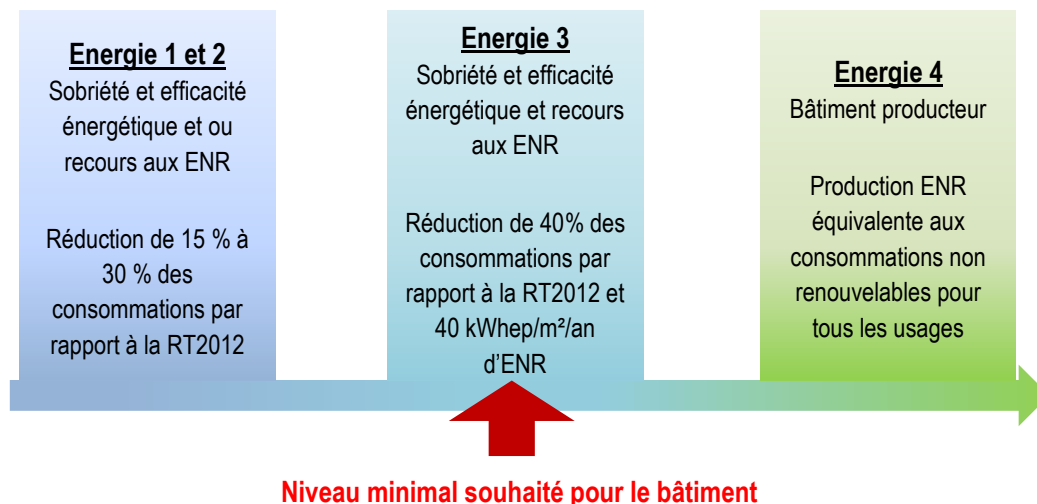 Energie 1 et 2
Sobriété et efficacité
énergétique et ou
recours aux ENR
Réduction de 15 % à
30 % des
consommations par
rapport à la RT2012
Energie 3
Sobriété et efficacité
énergétique et recours
aux ENR
Réduction de 40% des
consommations par
rapport à la RT2012 et
40 kWhep/m²/an
d’ENR
Energie 4
Bâtiment producteur
Production ENR
équivalente aux
consommations non
renouvelables pour
tous les usages
Niveau minimal souhaité pour le bâtiment